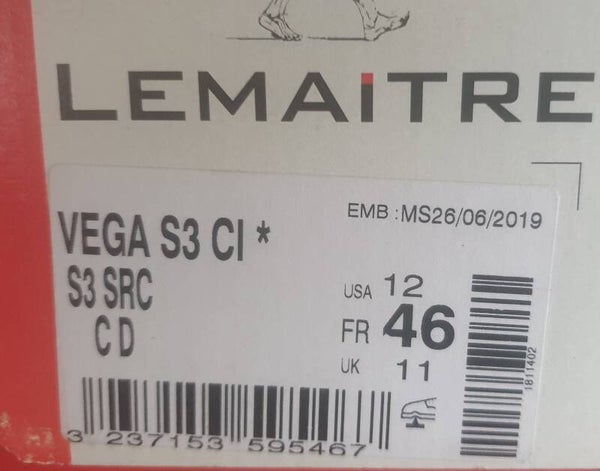 LEMAiTRE
EMB : MS26/06/2019
VEGA S3 CI *
S3 SRC
C D
USA 12
FR 46
UK 11
1811402
3 237153 595467